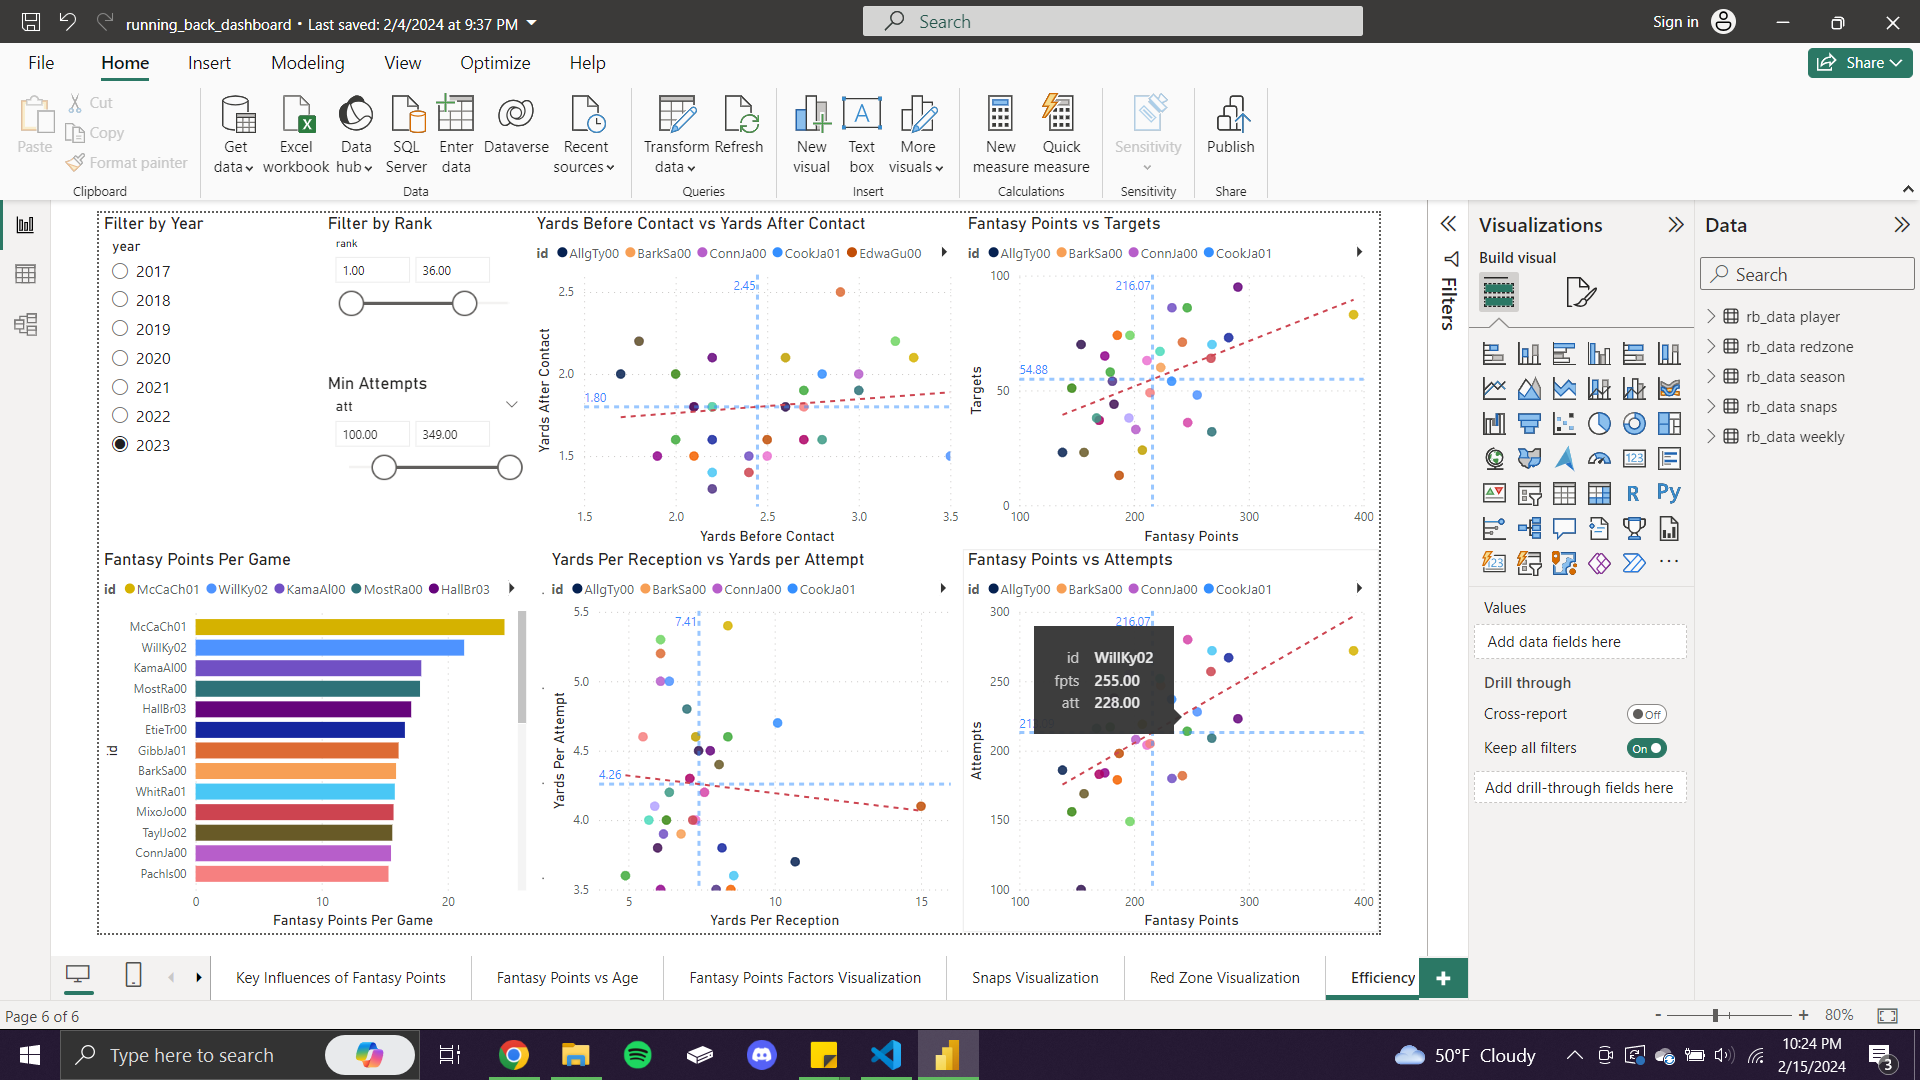 running_back_dashboard • Last saved: 2/4/2024 at 9:37 PM
Search
Sign in
File Home Insert Modeling View Optimize Help
Share
Paste
Cut
Copy
Format painter
Clipboard
Get data
Excel workbook
Data hub
SQL Server
Enter data
Dataverse
Recent sources
Data
Transform data
Refresh
Queries
New visual
Text box
More visuals
Insert
New measure
Quick measure
Calculations
Sensitivity
Sensitivity
Publish
Share
Filter by Year
year
2017
2018
2019
2020
2021
2022
2023
Filter by Rank
rank
1.00 36.00
Min Attempts
att
100.00 349.00
Yards Before Contact vs Yards After Contact
id AllgTy00 BarkSa00 ConnJa00 CookJa01 EdwaGu00
2.45
2.5
2.0
1.80
1.5
Yards After Contact
1.5 2.0 2.5 3.0 3.5
Yards Before Contact
Fantasy Points vs Targets
id AllgTy00 BarkSa00 ConnJa00 CookJa01
100
216.07
54.88
50
0
Targets
100 200 300 400
Fantasy Points
Fantasy Points Per Game
id McCaCh01 WillKy02 KamaAl00 MostRa00 HallBr03
McCaCh01
WillKy02
KamaAl00
MostRa00
HallBr03
EtieTr00
GibbJa01
BarkSa00
WhitRa01
MixoJo00
TaylJo02
ConnJa00
PachIs00
id
0 10 20
Fantasy Points Per Game
Yards Per Reception vs Yards per Attempt
id AllgTy00 BarkSa00 ConnJa00 CookJa01
5.5
7.41
5.0
4.5
4.26
4.0
3.5
Yards Per Attempt
5 10 15
Yards Per Reception
Fantasy Points vs Attempts
id AllgTy00 BarkSa00 ConnJa00 CookJa01
300
216.07
250
200
150
100
Attempts
id WillKy02
fpts 255.00
att 228.00
100 200 300 400
Fantasy Points
Filters
Visualizations
Build visual
123
R
Py
123
Values
Add data fields here
Drill through
Cross-report Off
Keep all filters On
Add drill-through fields here
Data
Search
rb_data player
rb_data redzone
rb_data season
rb_data snaps
rb_data weekly
Key Influences of Fantasy Points
Fantasy Points vs Age
Fantasy Points Factors Visualization
Snaps Visualization
Red Zone Visualization
Efficiency
Page 6 of 6
- + 80%
Type here to search
50°F Cloudy
10:24 PM
2/15/2024
3